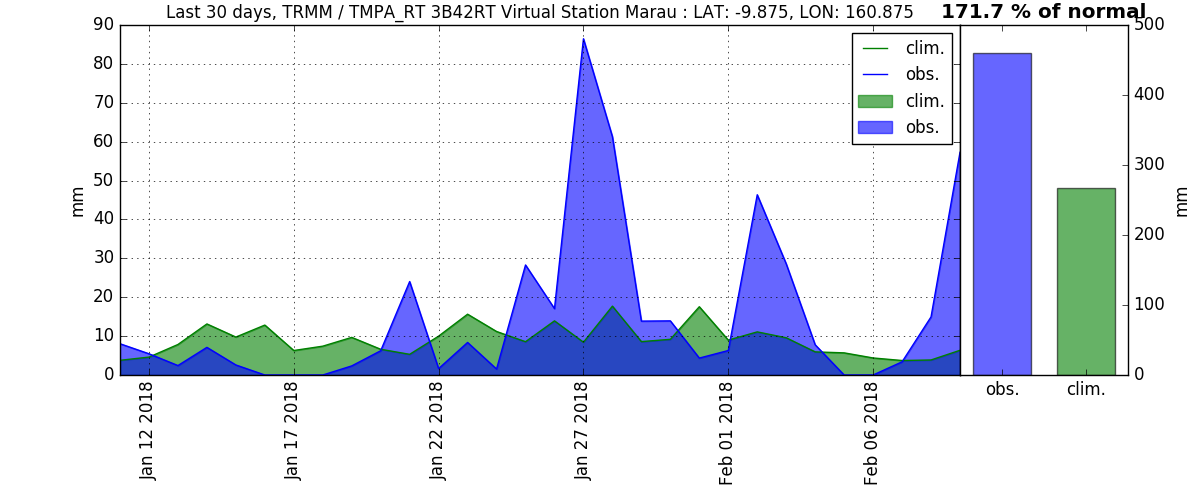 Last 30 days, TRMM / TMPA_RT 3B42RT Virtual Station Marau : LAT: -9.875, LON: 160.875
171.7 % of normal
90
80
70
60
50
40
30
20
10
0
mm
clim.
obs.
clim.
obs.
500
400
300
200
100
0
mm
Jan 12 2018
Jan 17 2018
Jan 22 2018
Jan 27 2018
Feb 01 2018
Feb 06 2018
obs.
clim.